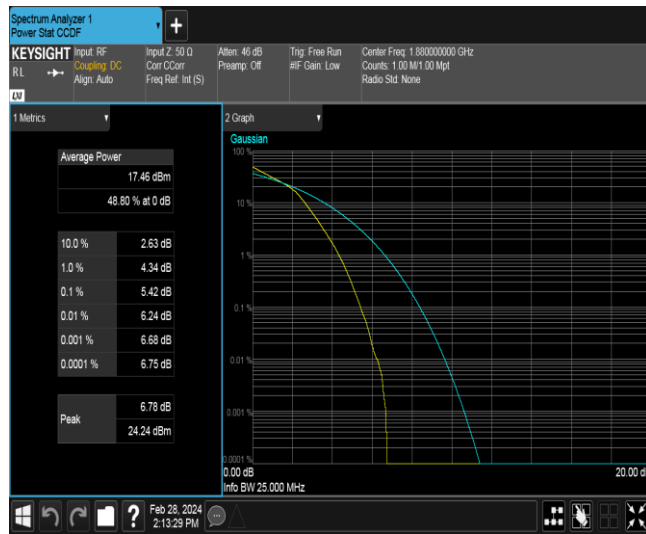 Spectrum Analyzer 1
Power Stat CCDF
+
KEYSIGHT
RL
LXI
Input: RF
Coupling: DC
Align: Auto
Input Z: 50 Ω
Corr CCorr
Freq Ref: Int (S)
Atten: 46 dB
Preamp: Off
Trig: Free Run
#IF Gain: Low
Center Freq: 1.880000000 GHz
Counts: 1.00 M/1.00 Mpt
Radio Std: None
1 Metrics
Average Power
17.46 dBm
48.80 % at 0 dB
10.0 % 2.63 dB
1.0 % 4.34 dB
0.1 % 5.42 dB
0.01 % 6.24 dB
0.001 % 6.68 dB
0.0001 % 6.75 dB
Peak 6.78 dB
24.24 dBm
2 Graph
Gaussian
100 %
10 %
1 %
0.1 %
0.01 %
0.001 %
0.0001 %
0.00 dB 20.00 d
Info BW 25.000 MHz
?
Feb 28, 2024
2:13:29 PM